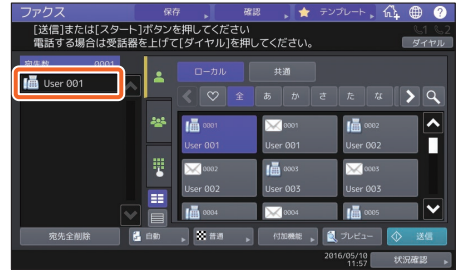 ファクス 保存 確認 テンプレート
[送信]または[スタート]ボタンを押してください
電話する場合は受話器を上げて[ダイヤル]を押してください。
1 2
ダイヤル
宛先数 0001
User 001
ローカル 共通
全 あ か さ た な
0001 0001 0002
User 001 User 001 User 002
0002 0003 0003
User 002 User 003 User 003
0004 0004 0005
宛先全削除 自動 普通 付加機能 プレビュー 送信
2016/05/10
11:57
状況確認